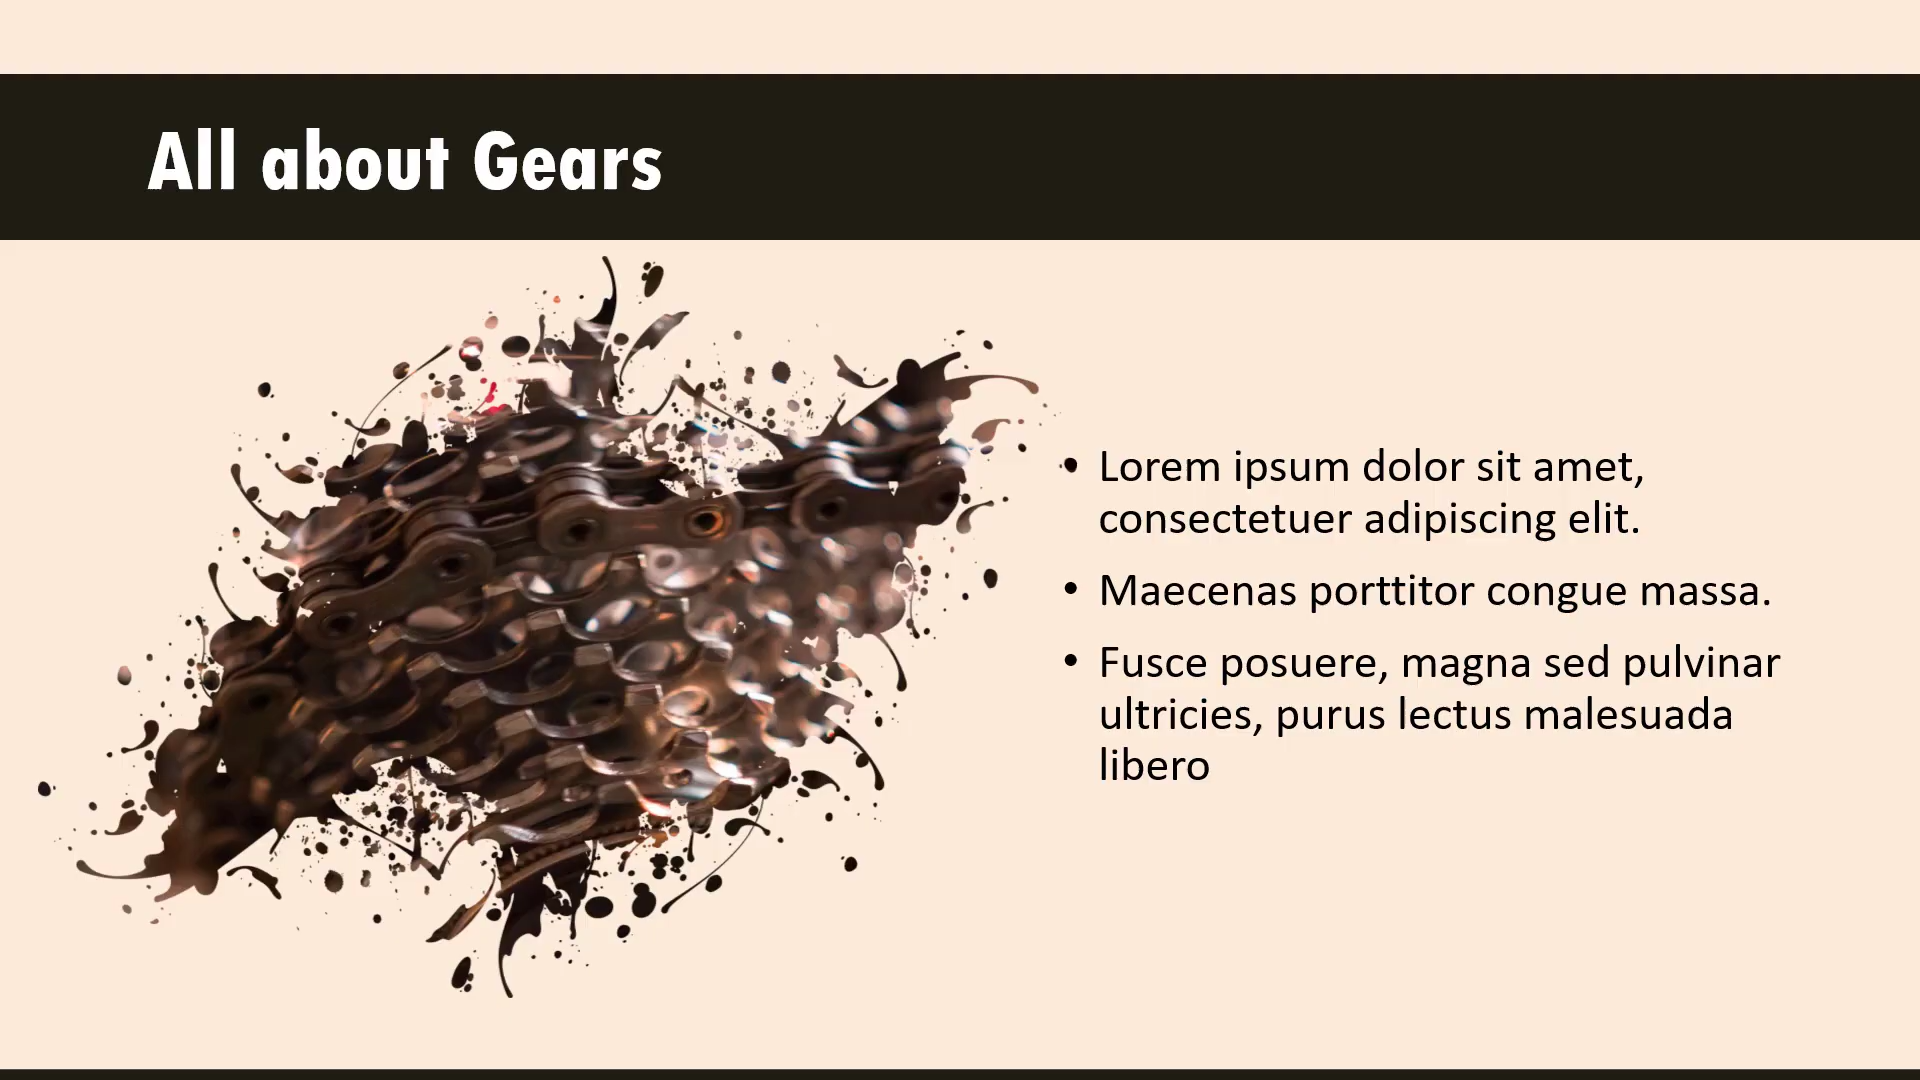 All about Gears
• Lorem ipsum dolor sit amet,
consectetuer adipiscing elit.
• Maecenas porttitor congue massa.
• Fusce posuere, magna sed pulvinar
ultricies, purus lectus malesuada
libero